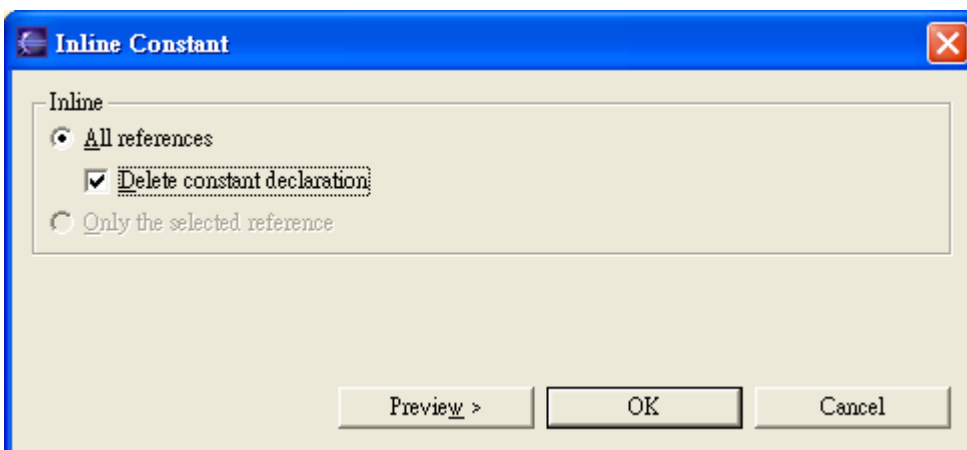 Inline Constant
Inline
All references
Delete constant declaration
Only the selected reference
Preview >
OK
Cancel